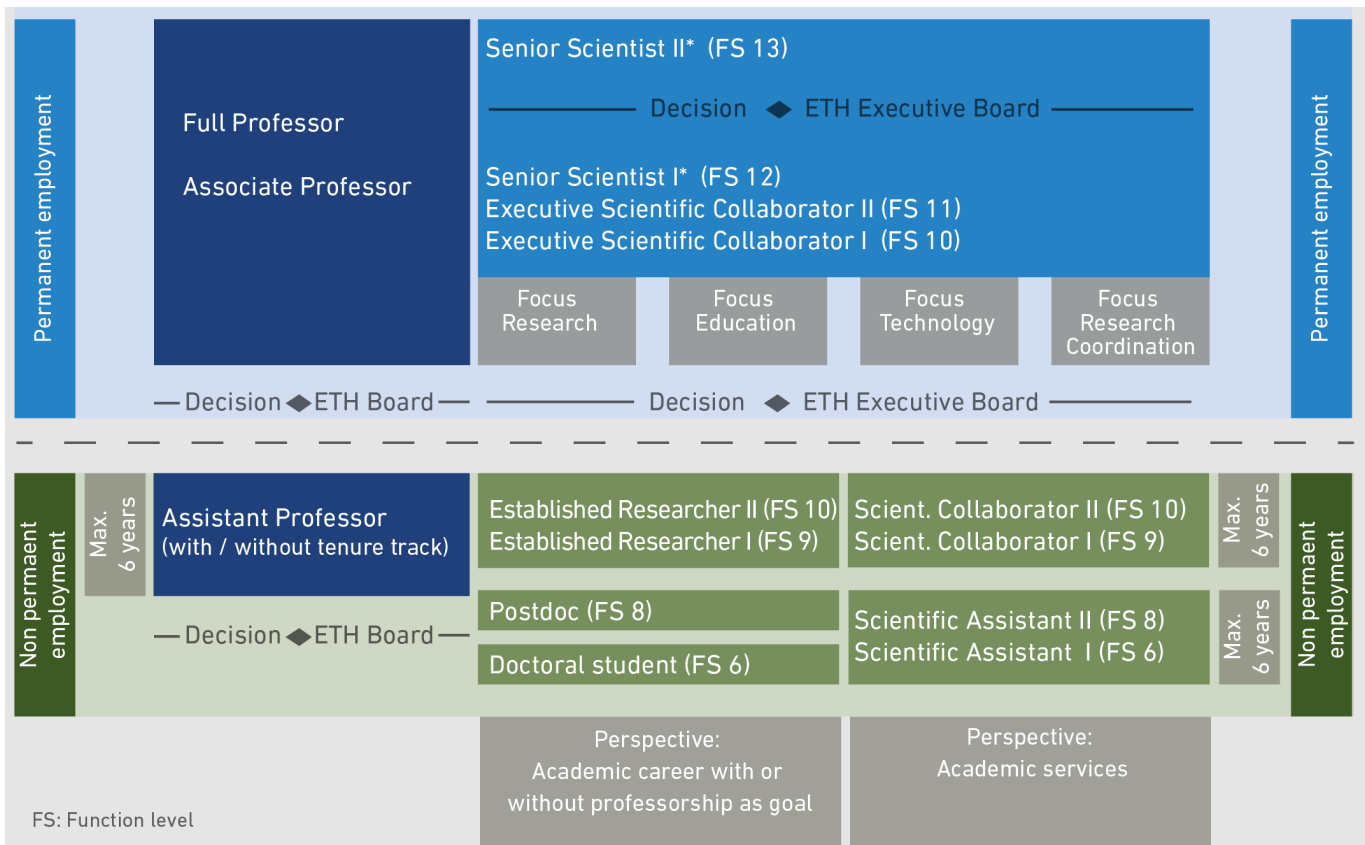 Permanent employment
Full Professor
Associate Professor
Senior Scientist II* (FS 13)
Decision ETH Executive Board
Senior Scientist I* (FS 12)
Executive Scientific Collaborator II (FS 11)
Executive Scientific Collaborator I (FS 10)
Focus
Research
Focus
Education
Focus
Technology
Focus
Research
Coordination
Permanent employment
Decision ETH Board
Decision ETH Executive Board
Non permaent
employment
Max.
6 years
Assistant Professor
(with / without tenure track)
Decision ETH Board
Established Researcher II (FS 10)
Established Researcher I (FS 9)
Scient. Collaborator II (FS 10)
Scient. Collaborator I (FS 9)
Max.
6 years
Postdoc (FS 8)
Doctoral student (FS 6)
Scientific Assistant II (FS 8)
Scientific Assistant I (FS 6)
Max.
6 years
Non permaent
employment
Perspective:
Academic career with or
without professorship as goal
Perspective:
Academic services
FS: Function level